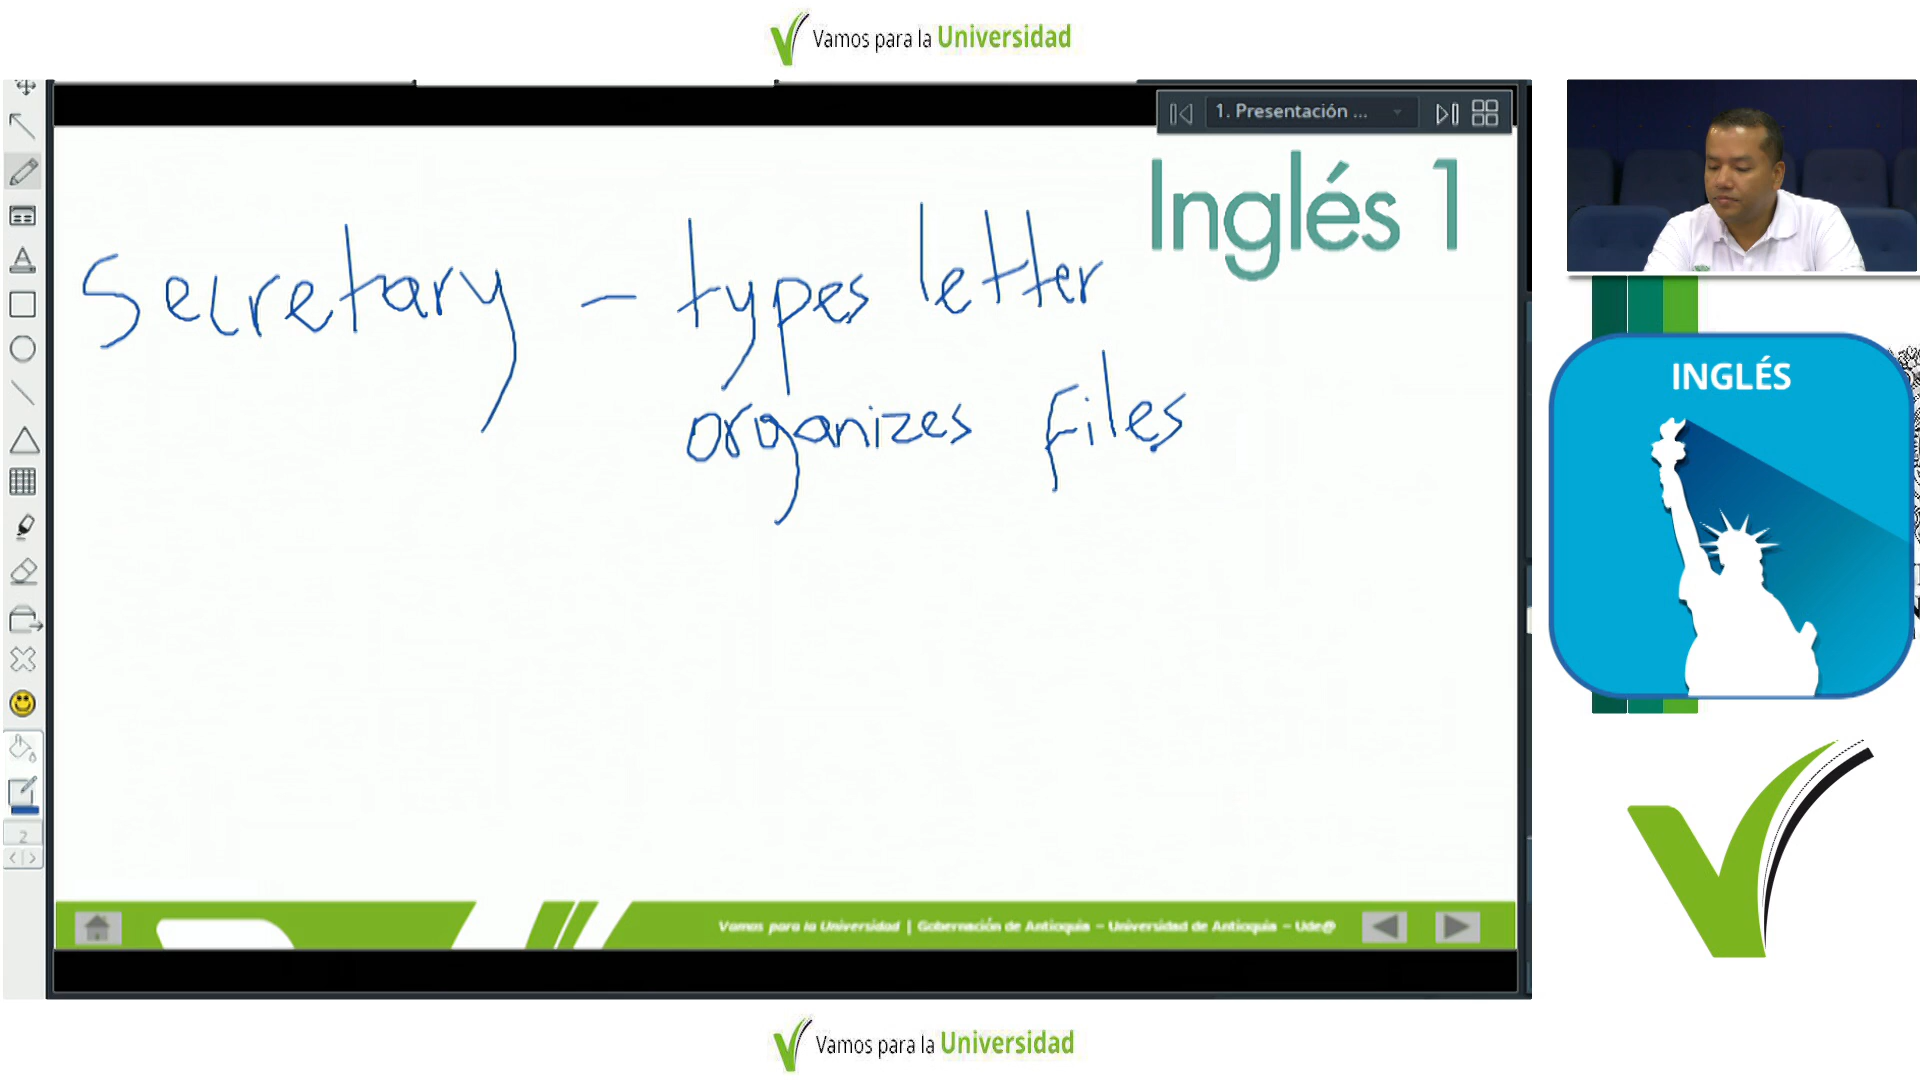 Vamos para la Universidad
1. Presentación ...
Inglés 1
Secretary - types letter
organizes files
INGLÉS
2
Vamos para la Universidad | Gobernación de Antioquia - Universidad de Antioquia - Ude@
Vamos para la Universidad